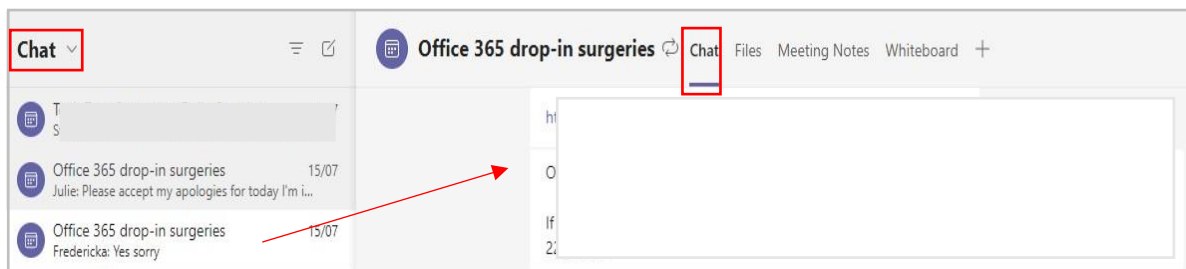 Chat
Office 365 drop-in surgeries Chat Files Meeting Notes Whiteboard +
Office 365 drop-in surgeries 15/07
Julie: Please accept my apologies for today I'm i...
Office 365 drop-in surgeries 15/07
Fredericka: Yes sorry
If